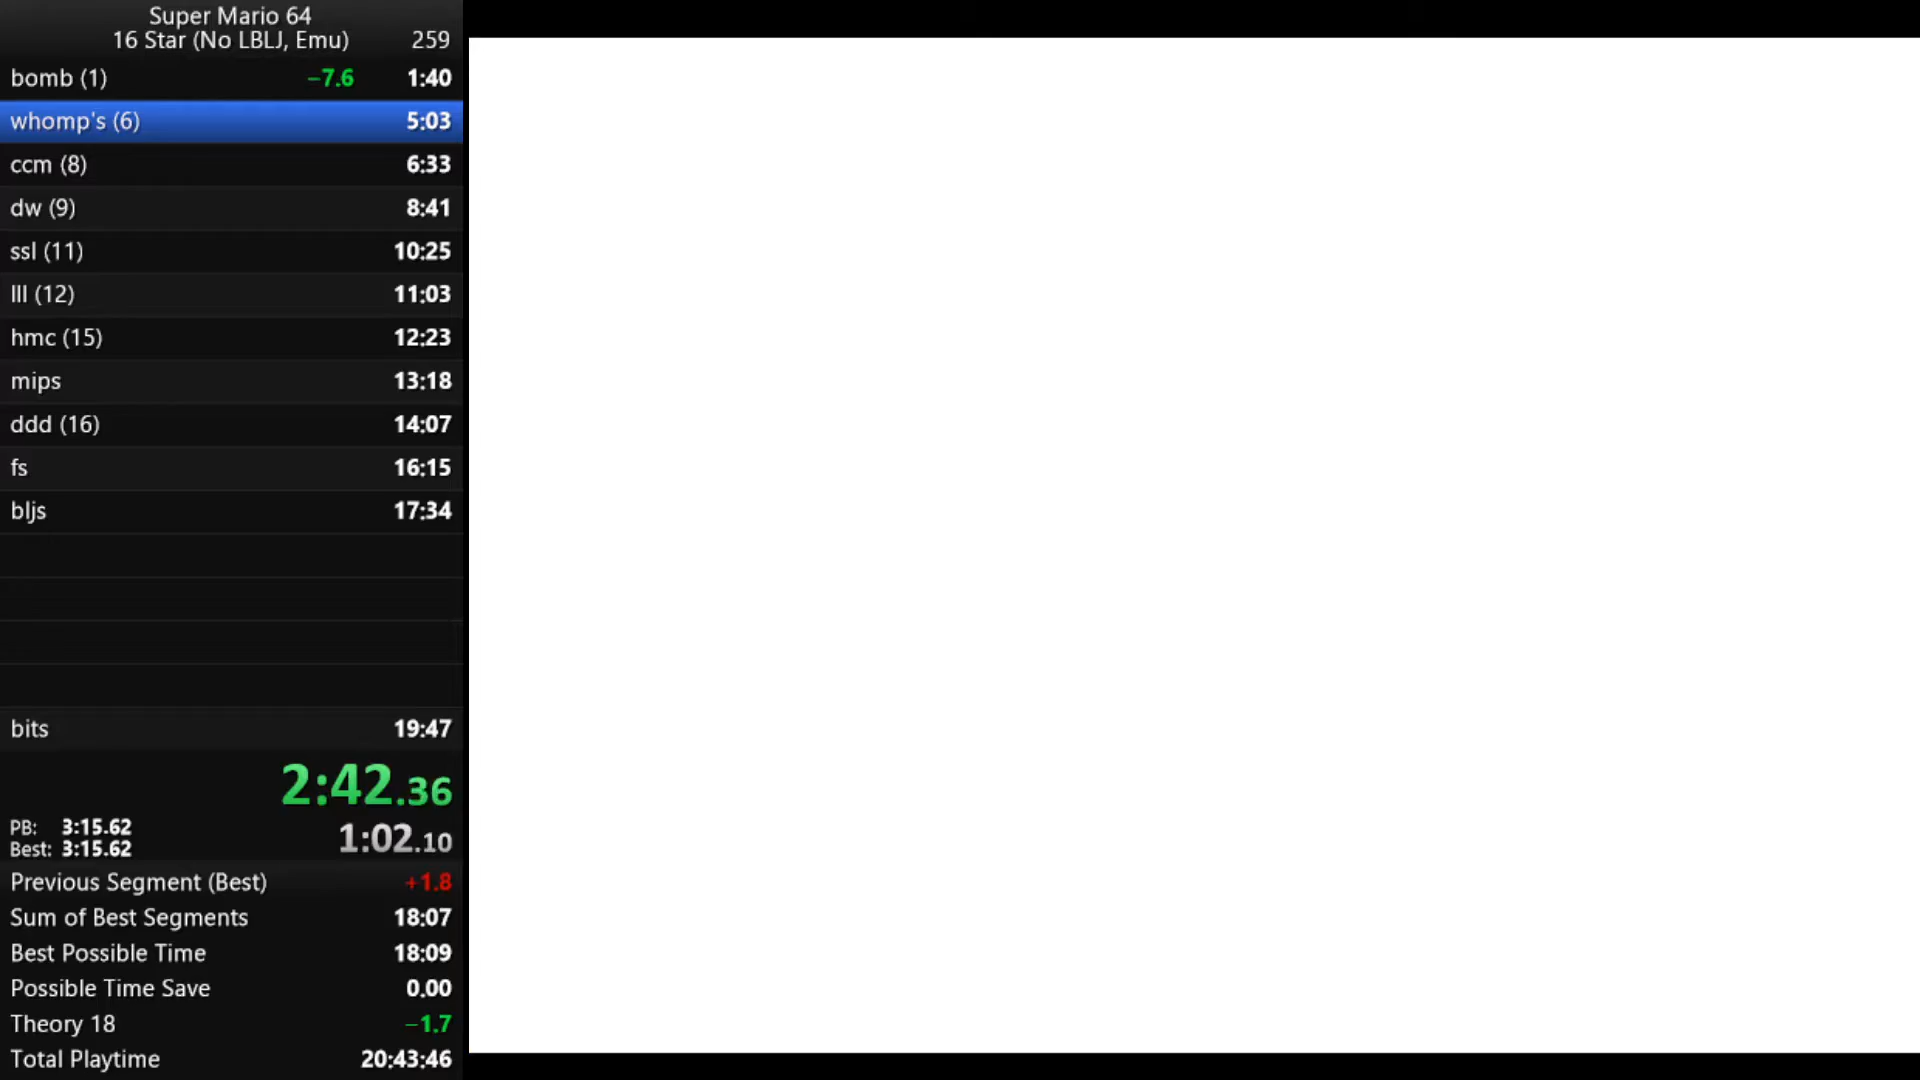 Super Mario 64
16 Star (No LBLJ, Emu) 259
bomb (1) −7.6 1:40
whomp's (6) 5:03
ccm (8) 6:33
dw (9) 8:41
ssl (11) 10:25
lll (12) 11:03
hmc (15) 12:23
mips 13:18
ddd (16) 14:07
fs 16:15
bljs 17:34
bits 19:47
2:42.36
PB: 3:15.62
Best: 3:15.62
1:02.10
Previous Segment (Best) +1.8
Sum of Best Segments 18:07
Best Possible Time 18:09
Possible Time Save 0.00
Theory 18 −1.7
Total Playtime 20:43:46